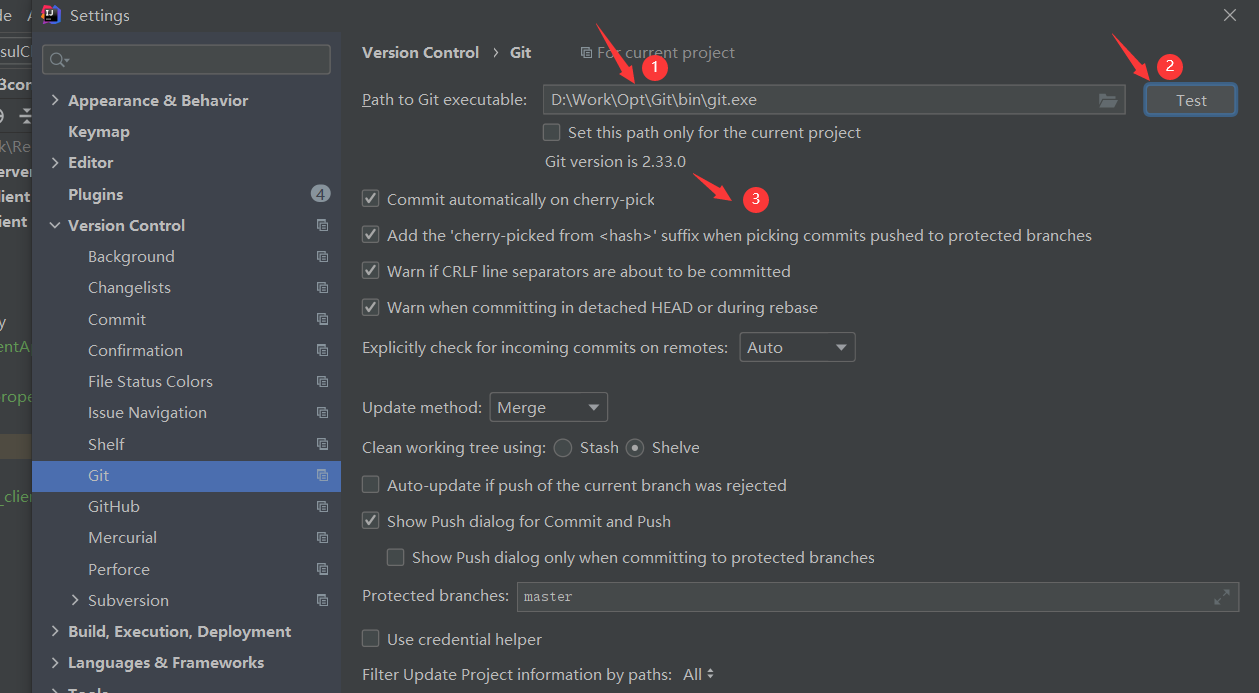 Settings
Version Control › Git
For current project
1
2
Path to Git executable: D:\Work\Opt\Git\bin\git.exe Test
Set this path only for the current project
Git version is 2.33.0
3
Commit automatically on cherry-pick
Add the 'cherry-picked from <hash>' suffix when picking commits pushed to protected branches
Warn if CRLF line separators are about to be committed
Warn when committing in detached HEAD or during rebase
Explicitly check for incoming commits on remotes: Auto
Update method: Merge
Clean working tree using: Stash Shelve
Auto-update if push of the current branch was rejected
Show Push dialog for Commit and Push
Show Push dialog only when committing to protected branches
Protected branches: master
Use credential helper
Filter Update Project information by paths: All
Appearance & Behavior
Keymap
Editor
Plugins 4
Version Control
Background
Changelists
Commit
Confirmation
File Status Colors
Issue Navigation
Shelf
Git
GitHub
Mercurial
Perforce
Subversion
Build, Execution, Deployment
Languages & Frameworks
Tools